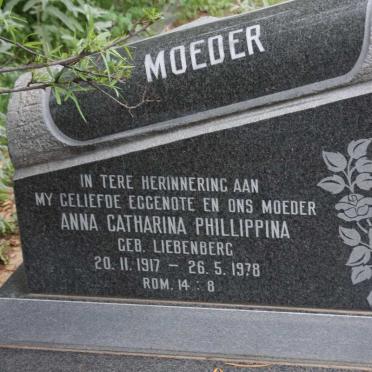 MOEDER
IN TERE HERINNERING AAN
MY GELIEFDE EGGENOTE EN ONS MOEDER
ANNA CATHARINA PHILLIPPINA
GEB. LIEBENBERG
20. 11. 1917 – 26. 5. 1978
ROM. 14 : 8